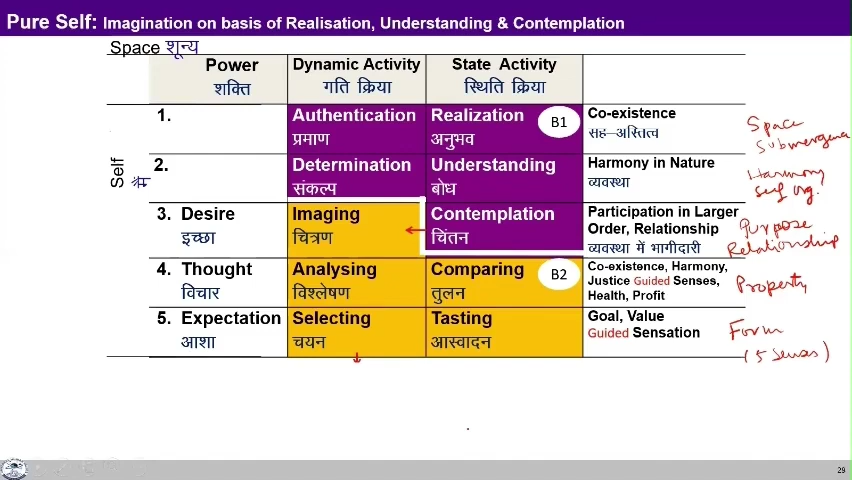 Pure Self: Imagination on basis of Realisation, Understanding & Contemplation
Space शून्य
Power
शक्ति
Dynamic Activity
गति क्रिया
State Activity
स्थिति क्रिया
Self
मैं
1.
Authentication
प्रमाण
Realization
अनुभव
B1
Co-existence
सह-अस्तित्व
Space
Submergence
2.
Determination
संकल्प
Understanding
बोध
Harmony in Nature
व्यवस्था
Harmony
self org.
3. Desire
इच्छा
Imaging
चित्रण
Contemplation
चिंतन
Participation in Larger
Order, Relationship
व्यवस्था में भागीदारी
Purpose
Relationship
4. Thought
विचार
Analysing
विश्लेषण
Comparing
तुलन
B2
Co-existence, Harmony,
Justice Guided Senses,
Health, Profit
Property
5. Expectation
आशा
Selecting
चयन
Tasting
आस्वादन
Goal, Value
Guided Sensation
Form
(5 senses)
29